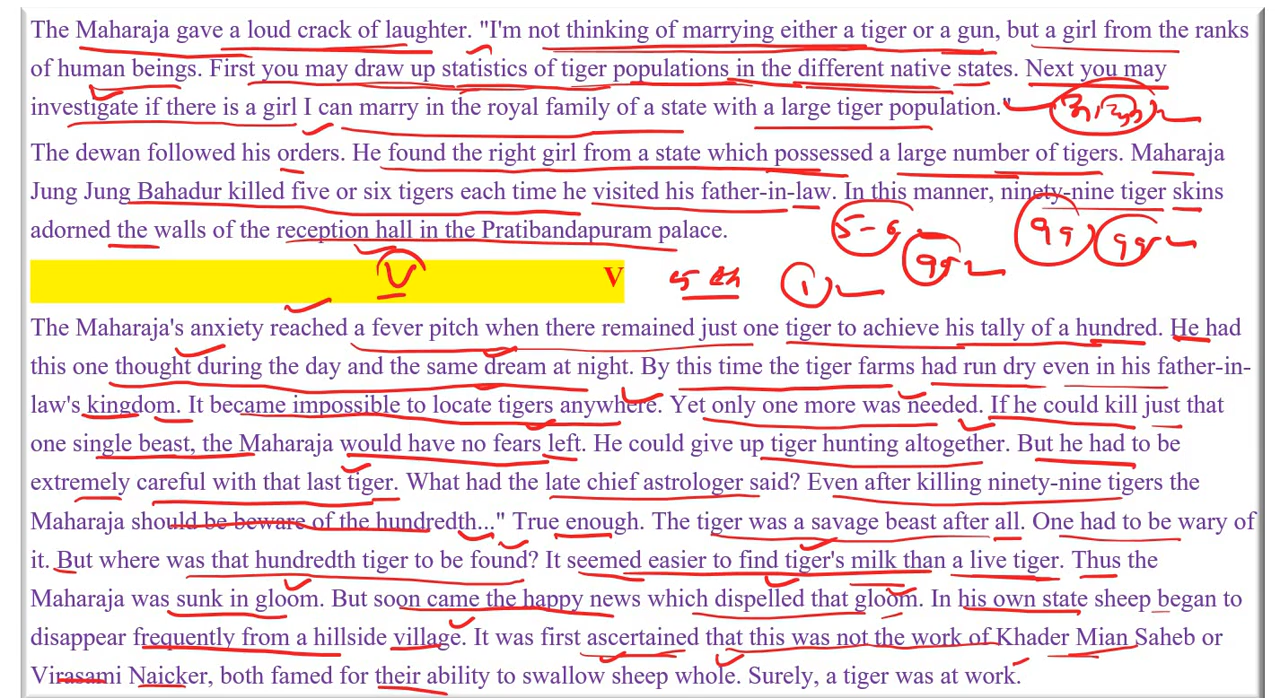 The Maharaja gave a loud crack of laughter. "I'm not thinking of marrying either a tiger or a gun, but a girl from the ranks
of human beings. First you may draw up statistics of tiger populations in the different native states. Next you may
investigate if there is a girl I can marry in the royal family of a state with a large tiger population."
The dewan followed his orders. He found the right girl from a state which possessed a large number of tigers. Maharaja
Jung Jung Bahadur killed five or six tigers each time he visited his father-in-law. In this manner, ninety-nine tiger skins
adorned the walls of the reception hall in the Pratibandapuram palace.
5-6 99 99 99
V V 5 th 1
The Maharaja's anxiety reached a fever pitch when there remained just one tiger to achieve his tally of a hundred. He had
this one thought during the day and the same dream at night. By this time the tiger farms had run dry even in his father-in-
law's kingdom. It became impossible to locate tigers anywhere. Yet only one more was needed. If he could kill just that
one single beast, the Maharaja would have no fears left. He could give up tiger hunting altogether. But he had to be
extremely careful with that last tiger. What had the late chief astrologer said? Even after killing ninety-nine tigers the
Maharaja should be beware of the hundredth..." True enough. The tiger was a savage beast after all. One had to be wary of
it. But where was that hundredth tiger to be found? It seemed easier to find tiger's milk than a live tiger. Thus the
Maharaja was sunk in gloom. But soon came the happy news which dispelled that gloom. In his own state sheep began to
disappear frequently from a hillside village. It was first ascertained that this was not the work of Khader Mian Saheb or
Virasami Naicker, both famed for their ability to swallow sheep whole. Surely, a tiger was at work.